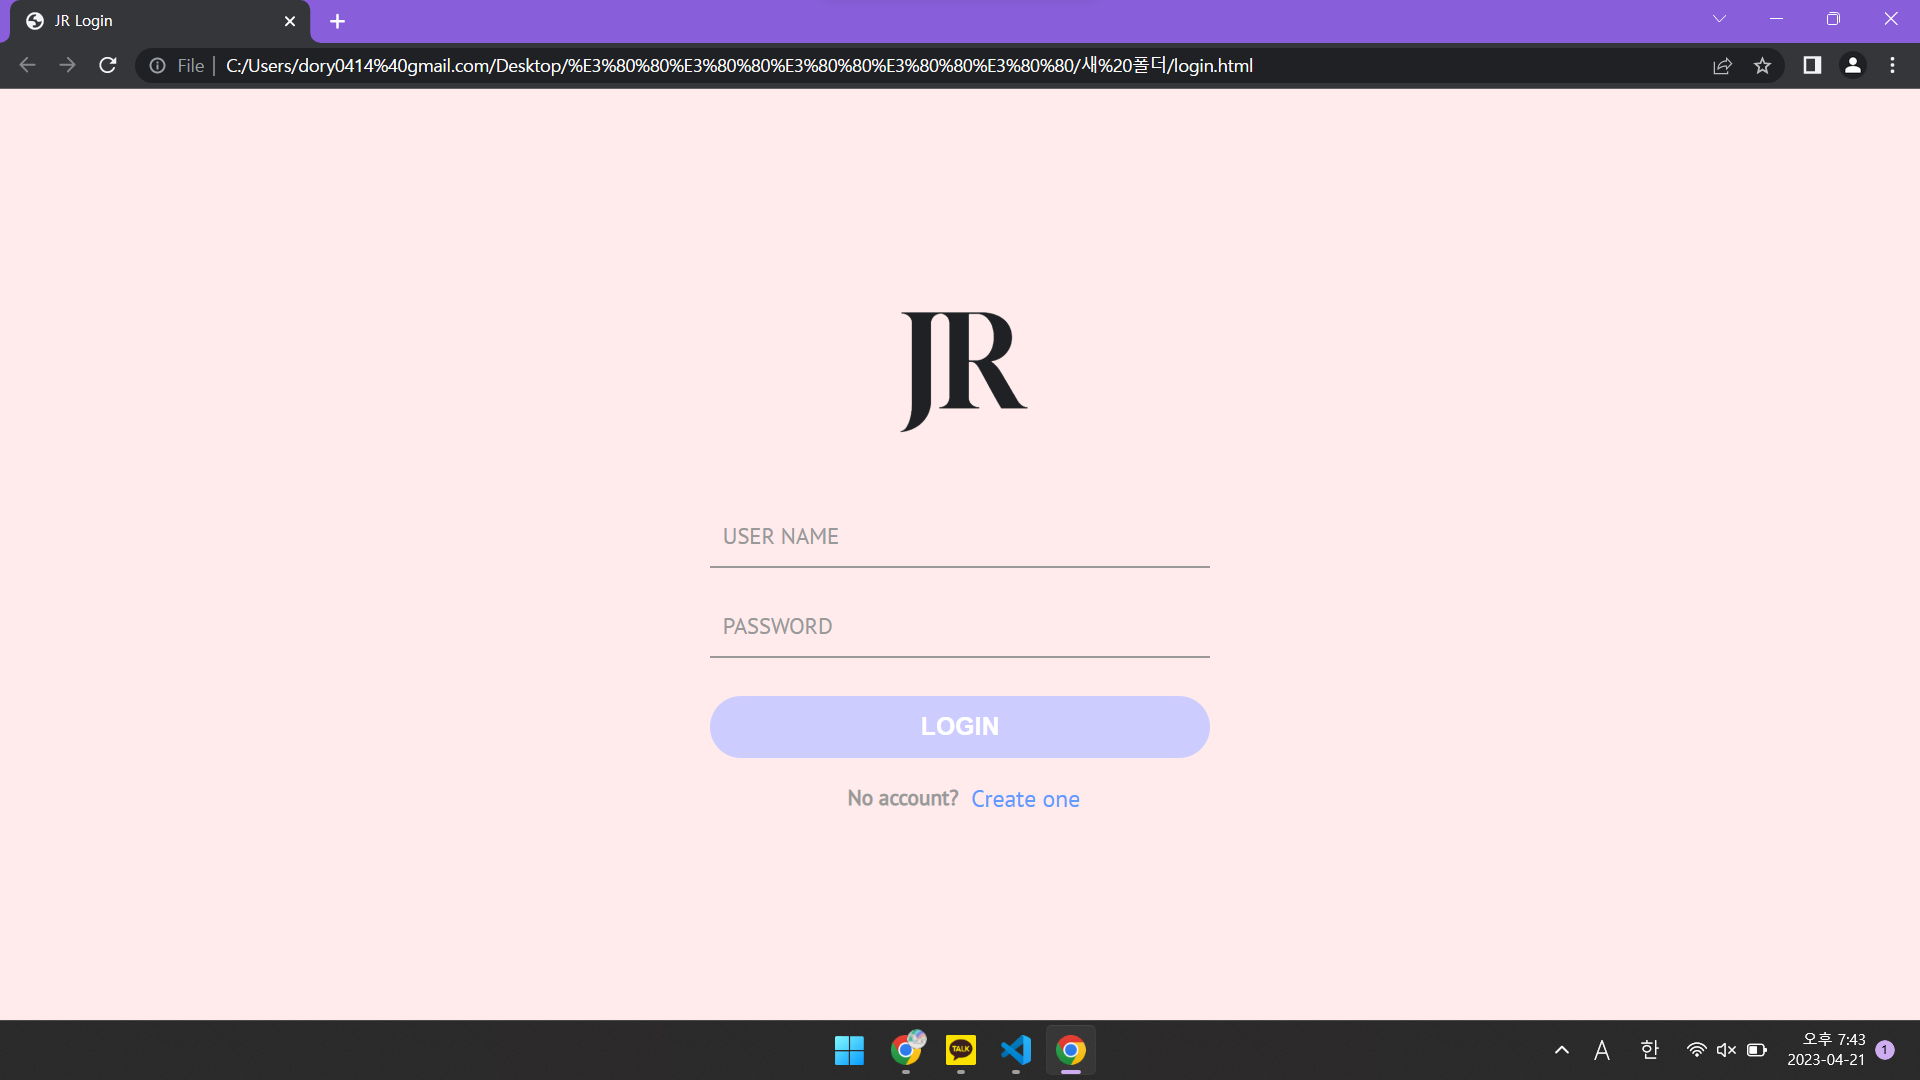 JR Login
File
C:/Users/dory0414%40gmail.com/Desktop/%E3%80%80%E3%80%80%E3%80%80%E3%80%80%E3%80%80/새%20폴더/login.html
JR
USER NAME
PASSWORD
LOGIN
No account? Create one
TALK
A
한
오후 7:43
2023-04-21
1